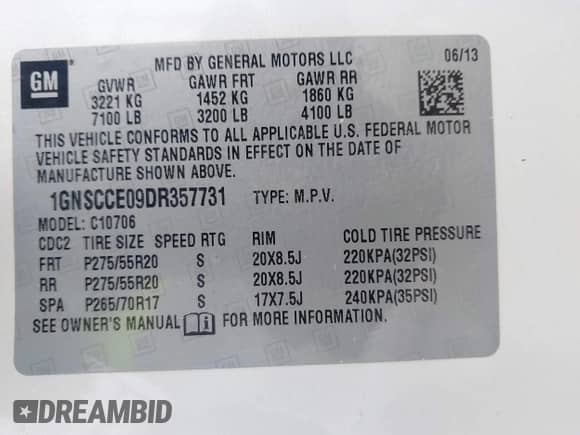 GM
MFD BY GENERAL MOTORS LLC 06/13
GVWR GAWR FRT GAWR RR
3221 KG 1452 KG 1860 KG
7100 LB 3200 LB 4100 LB
THIS VEHICLE CONFORMS TO ALL APPLICABLE U.S. FEDERAL MOTOR
VEHICLE SAFETY STANDARDS IN EFFECT ON THE DATE OF
MANUFACTURE SHOWN ABOVE.
1GNSCCE09DR357731 TYPE: M.P.V.
MODEL: C10706
CDC2 TIRE SIZE SPEED RTG RIM COLD TIRE PRESSURE
FRT P275/55R20 S 20X8.5J 220KPA(32PSI)
RR P275/55R20 S 20X8.5J 220KPA(32PSI)
SPA P265/70R17 S 17X7.5J 240KPA(35PSI)
SEE OWNER'S MANUAL FOR MORE INFORMATION.
DREAMBID